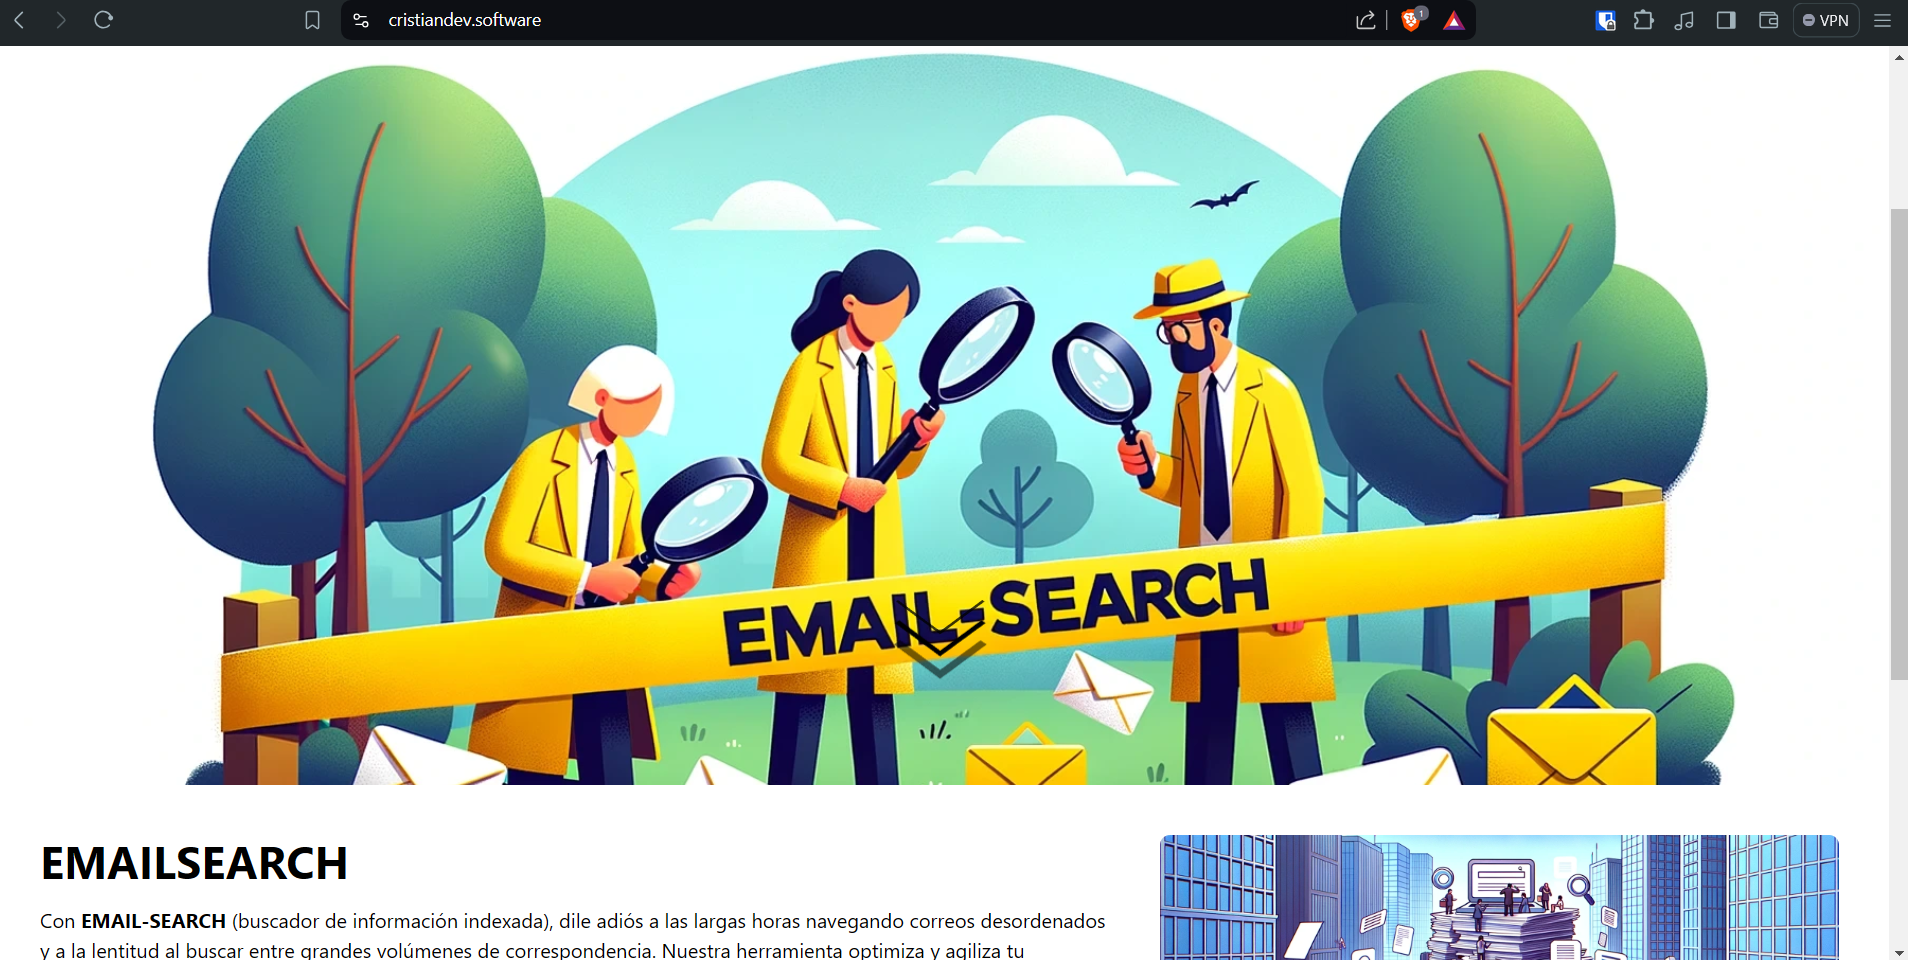 cristiandev.software
1
VPN
EMAIL-SEARCH
EMAILSEARCH
Con EMAIL-SEARCH (buscador de información indexada), dile adiós a las largas horas navegando correos desordenados
y a la lentitud al buscar entre grandes volúmenes de correspondencia. Nuestra herramienta optimiza y agiliza tu